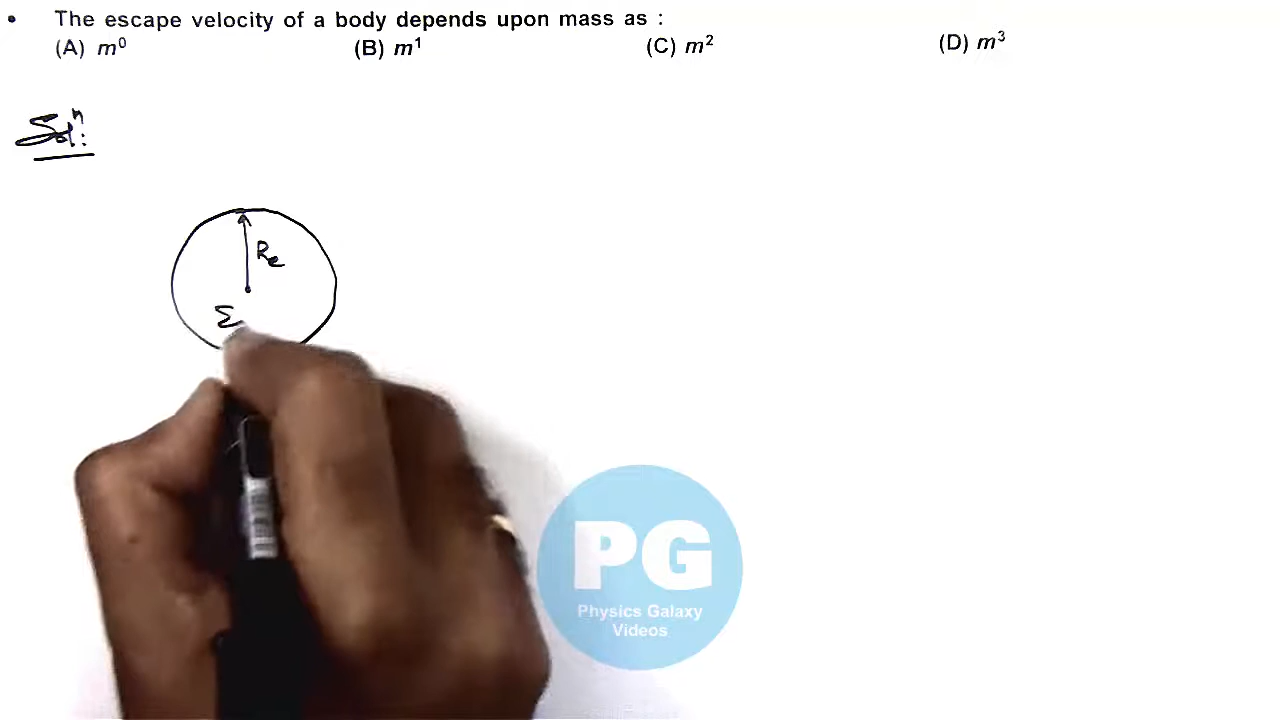 • The escape velocity of a body depends upon mass as :
(A) m⁰ (B) m¹ (C) m² (D) m³
Solⁿ:
Rₑ
PG
Physics Galaxy
Videos